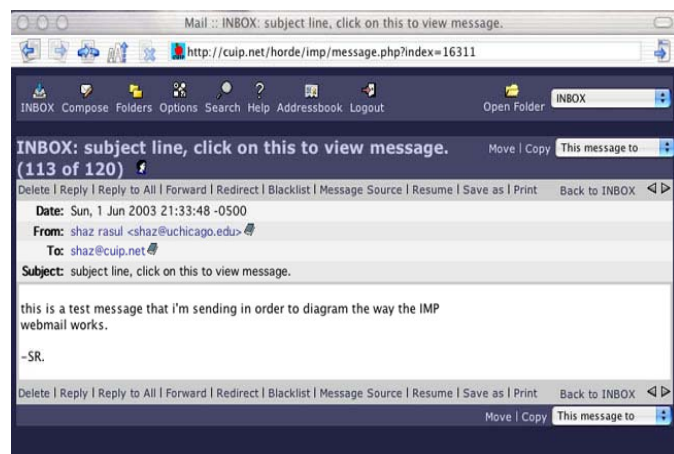 Mail :: INBOX: subject line, click on this to view message.
http://cuip.net/horde/imp/message.php?index=16311
INBOX Compose Folders Options Search Help Addressbook Logout
Open Folder INBOX
INBOX: subject line, click on this to view message.
(113 of 120)
Move | Copy This message to
Delete | Reply | Reply to All | Forward | Redirect | Blacklist | Message Source | Resume | Save as | Print Back to INBOX
Date: Sun, 1 Jun 2003 21:33:48 -0500
From: shaz rasul <shaz@uchicago.edu>
To: shaz@cuip.net
Subject: subject line, click on this to view message.
this is a test message that i'm sending in order to diagram the way the IMP
webmail works.
-SR.
Delete | Reply | Reply to All | Forward | Redirect | Blacklist | Message Source | Resume | Save as | Print Back to INBOX
Move | Copy This message to